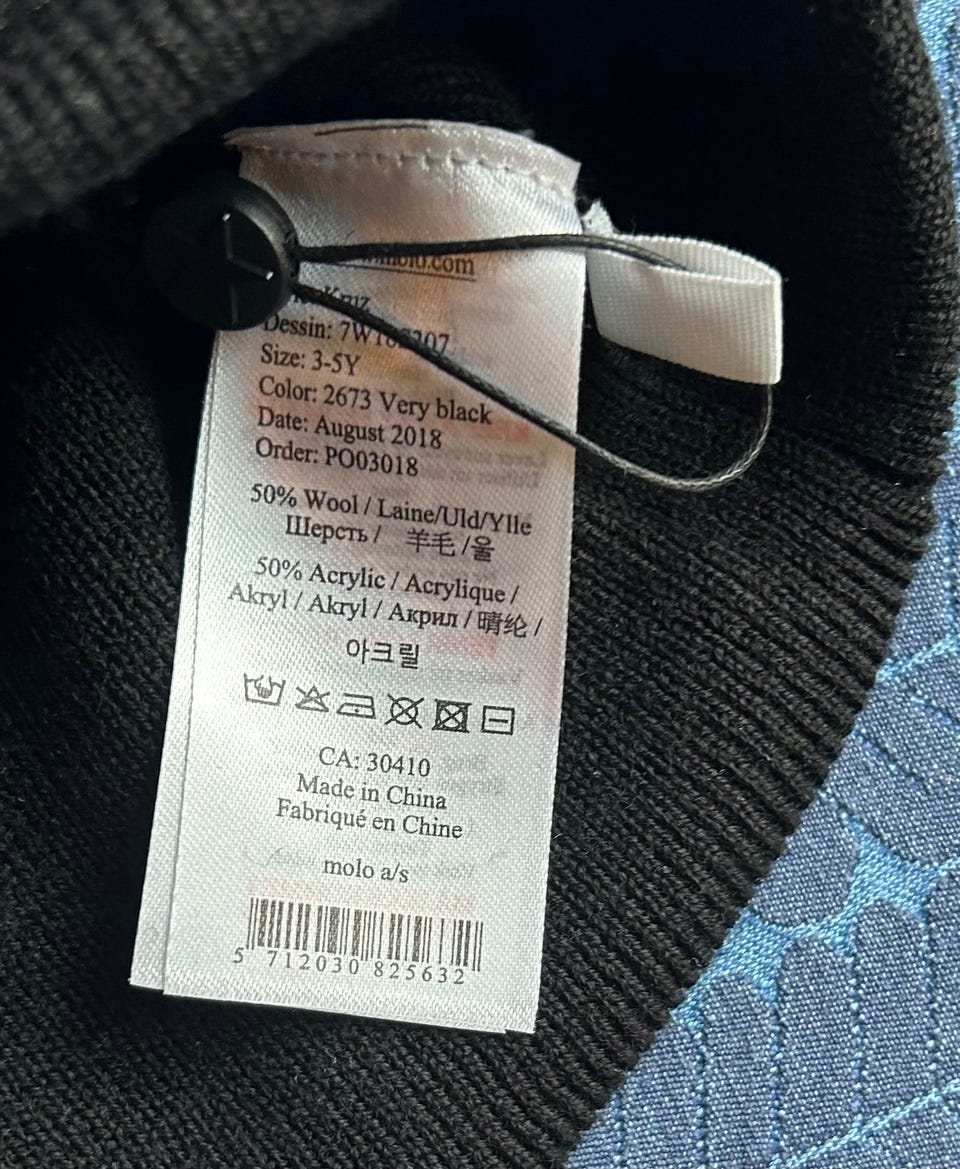 Dessin:
Size: 3-5Y
Color: 2673 Very black
Date: August 2018
Order: PO03018
50% Wool / Laine/Uld/Ylle
Шерсть / 羊毛 /울
50% Acrylic / Acrylique /
Akryl / Akryl / Акрил / 晴纶 /
아크릴
CA: 30410
Made in China
Fabriqué en Chine
molo a/s
5 712030 825632